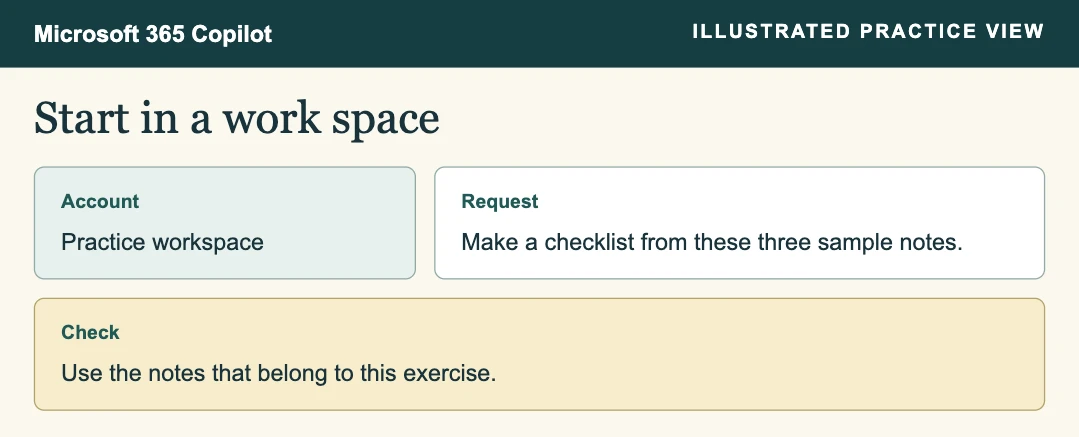 Microsoft 365 Copilot
ILLUSTRATED PRACTICE VIEW
Start in a work space
Account
Practice workspace
Request
Make a checklist from these three sample notes.
Check
Use the notes that belong to this exercise.